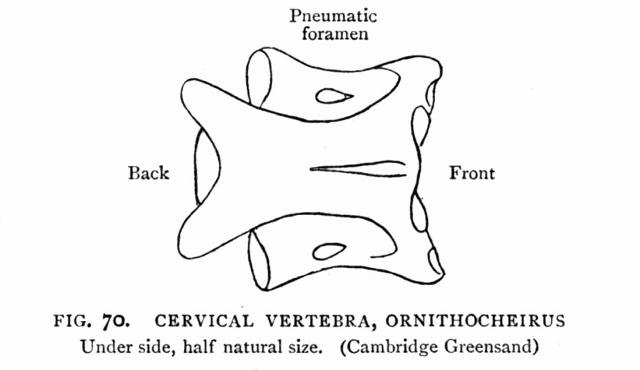 Pneumatic
foramen
Back
Front
FIG. 70. CERVICAL VERTEBRA, ORNITHOCHEIRUS
Under side, half natural size. (Cambridge Greensand)